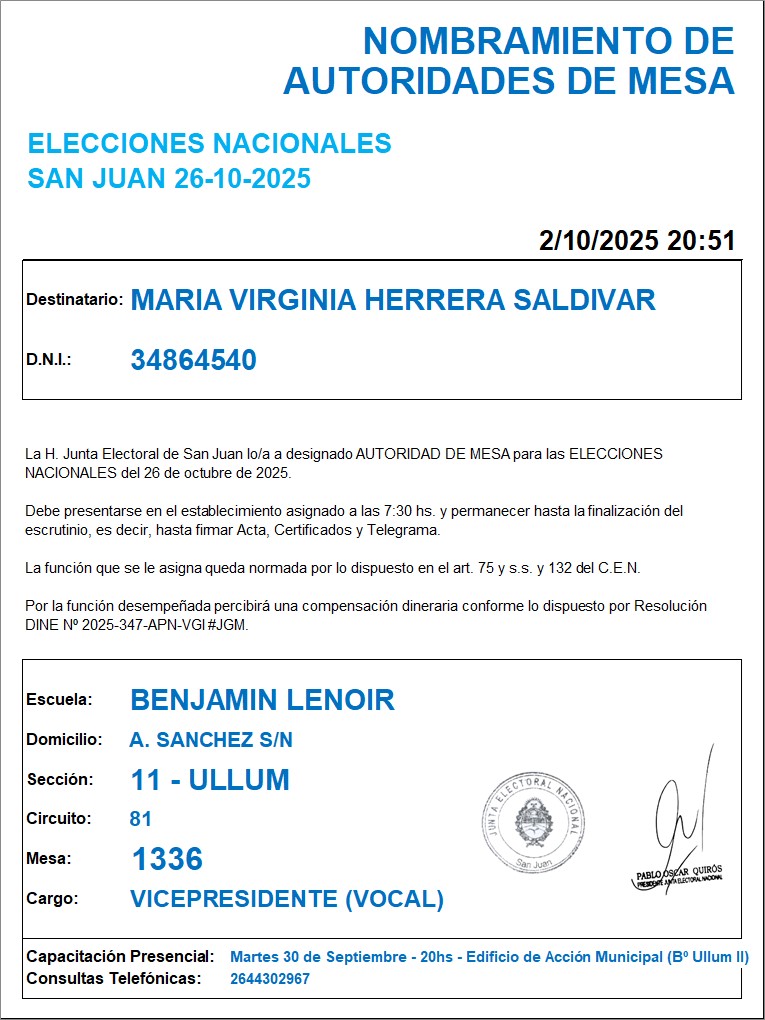 NOMBRAMIENTO DE
AUTORIDADES DE MESA
ELECCIONES NACIONALES
SAN JUAN 26-10-2025
2/10/2025 20:51
Destinatario: MARIA VIRGINIA HERRERA SALDIVAR
D.N.I.: 34864540
La H. Junta Electoral de San Juan lo/a a designado AUTORIDAD DE MESA para las ELECCIONES
NACIONALES del 26 de octubre de 2025.
Debe presentarse en el establecimiento asignado a las 7:30 hs. y permanecer hasta la finalización del
escrutinio, es decir, hasta firmar Acta, Certificados y Telegrama.
La función que se le asigna queda normada por lo dispuesto en el art. 75 y s.s. y 132 del C.E.N.
Por la función desempeñada percibirá una compensación dineraria conforme lo dispuesto por Resolución
DINE Nº 2025-347-APN-VGI#JGM.
Escuela: BENJAMIN LENOIR
Domicilio: A. SANCHEZ S/N
Sección: 11 - ULLUM
Circuito: 81
Mesa: 1336
Cargo: VICEPRESIDENTE (VOCAL)
JUNTA ELECTORAL NACIONAL
San Juan
PABLO OSCAR QUIRÓS
PRESIDENTE JUNTA ELECTORAL NACIONAL
Capacitación Presencial: Martes 30 de Septiembre - 20hs - Edificio de Acción Municipal (Bº Ullum II)
Consultas Telefónicas: 2644302967